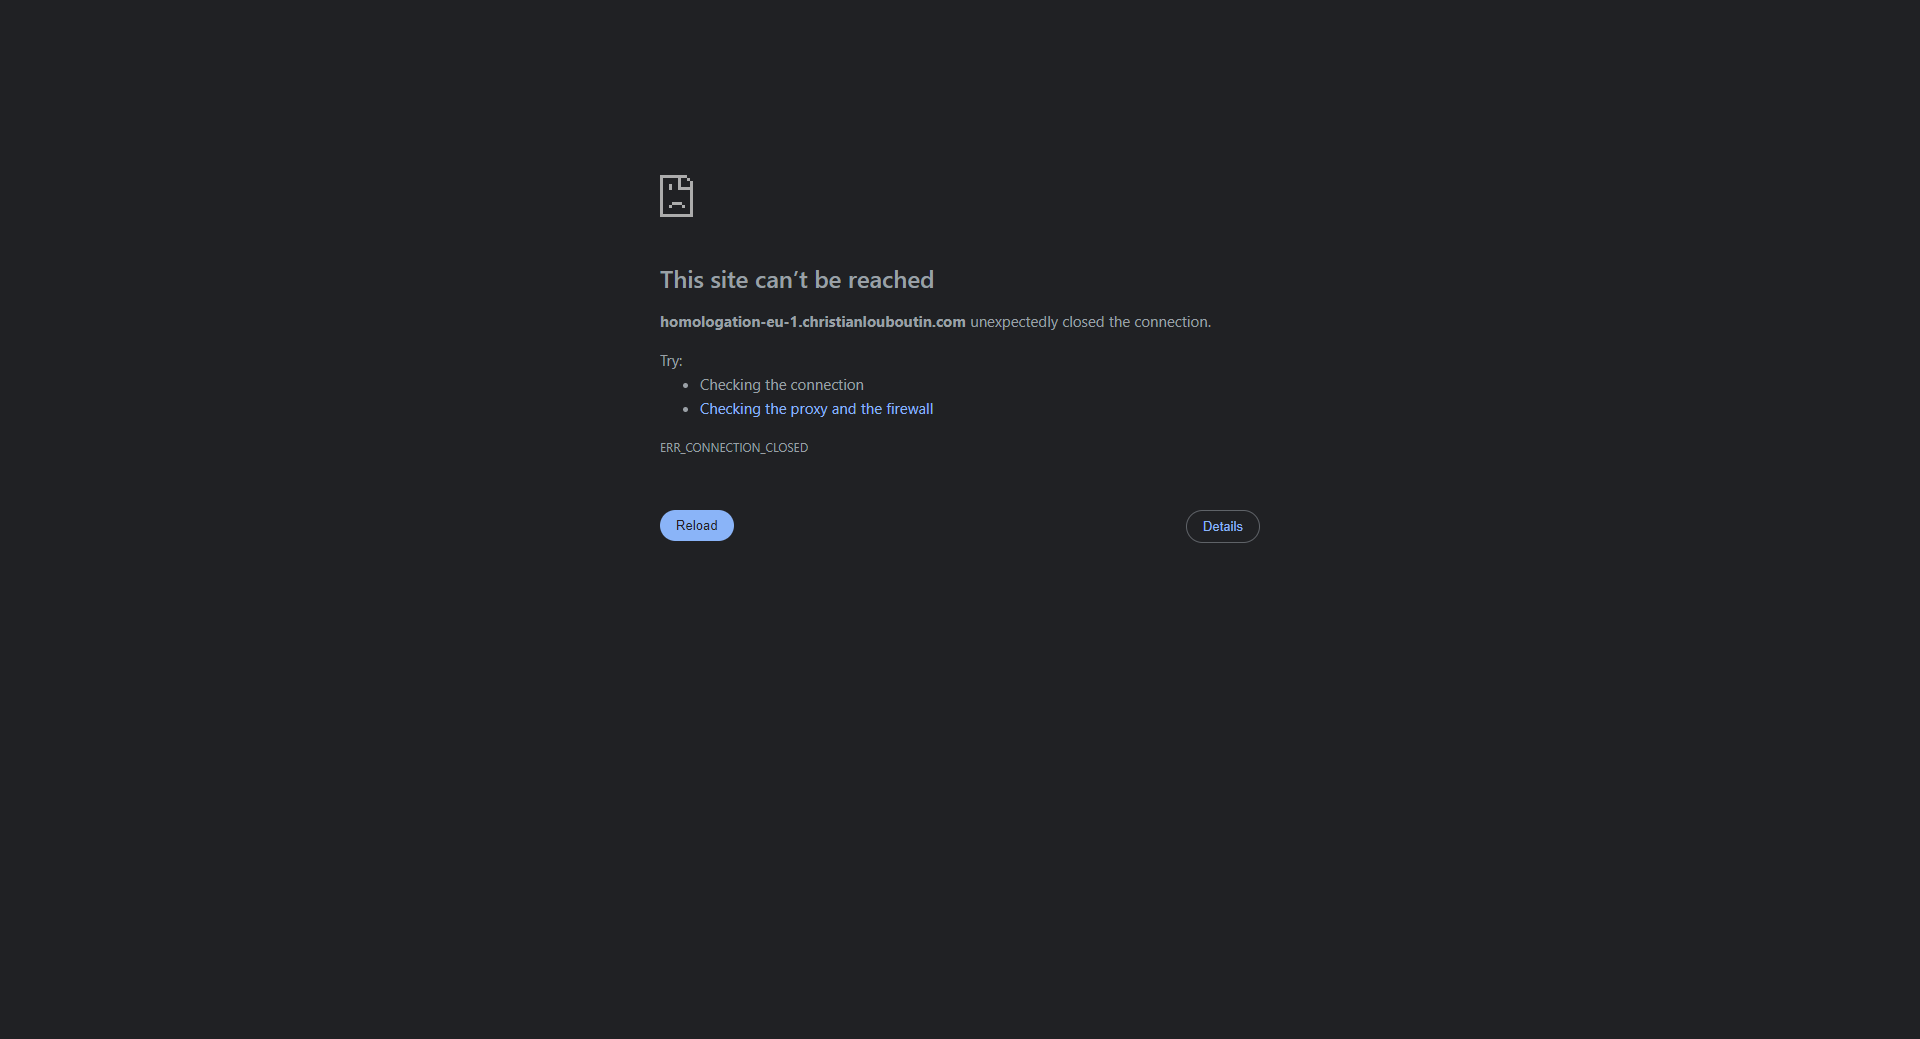 This site can’t be reached
homologation-eu-1.christianlouboutin.com unexpectedly closed the connection.
Try:
• Checking the connection
• Checking the proxy and the firewall
ERR_CONNECTION_CLOSED
Reload
Details